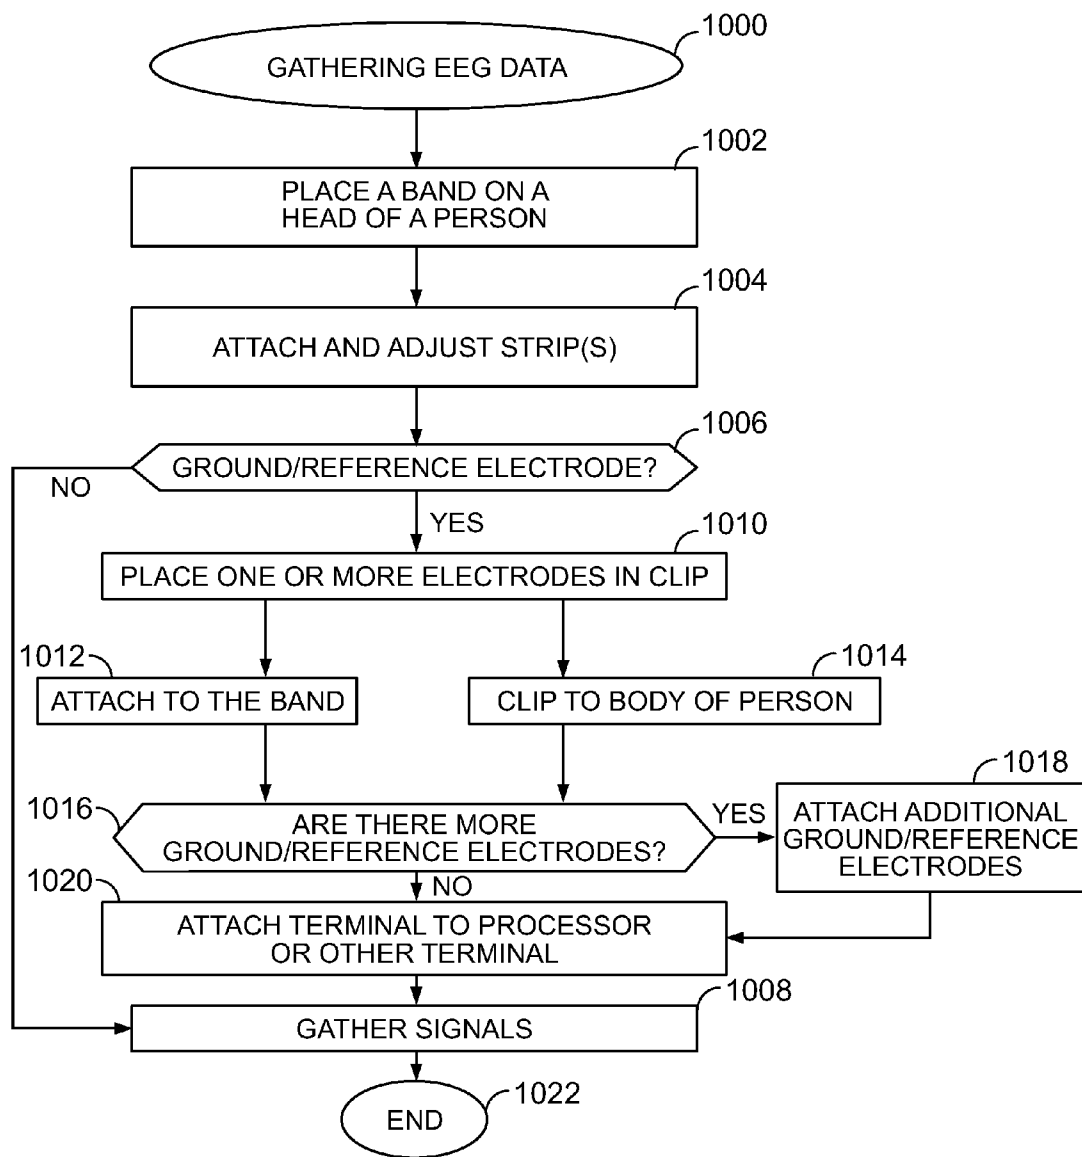 1000
GATHERING EEG DATA
1002
PLACE A BAND ON A
HEAD OF A PERSON
1004
ATTACH AND ADJUST STRIP(S)
1006
GROUND/REFERENCE ELECTRODE?
NO
YES
1010
PLACE ONE OR MORE ELECTRODES IN CLIP
1012
ATTACH TO THE BAND
1014
CLIP TO BODY OF PERSON
1016
ARE THERE MORE
GROUND/REFERENCE ELECTRODES?
YES
1018
ATTACH ADDITIONAL
GROUND/REFERENCE
ELECTRODES
NO
1020
ATTACH TERMINAL TO PROCESSOR
OR OTHER TERMINAL
1008
GATHER SIGNALS
END
1022